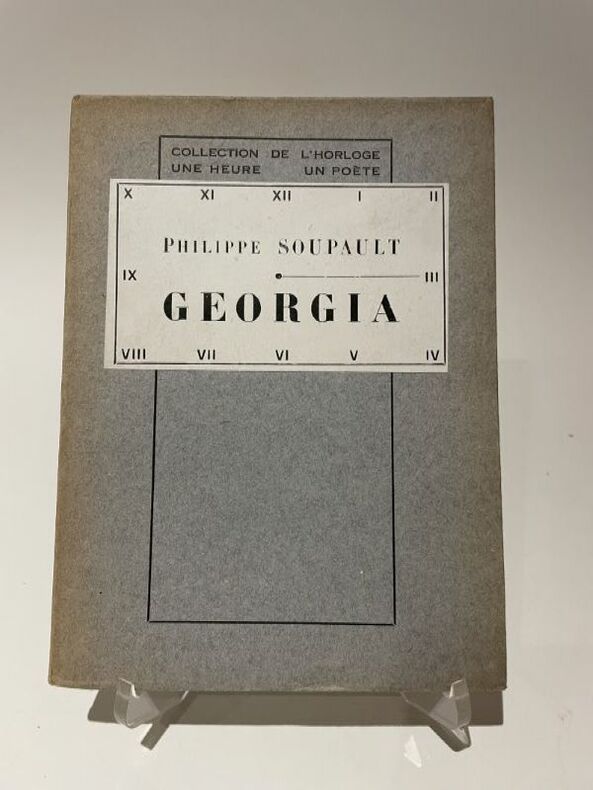 COLLECTION DE L'HORLOGE
UNE HEURE UN POÈTE
X XI XII I II
PHILIPPE SOUPAULT
IX III
GEORGIA
VIII VII VI V IV